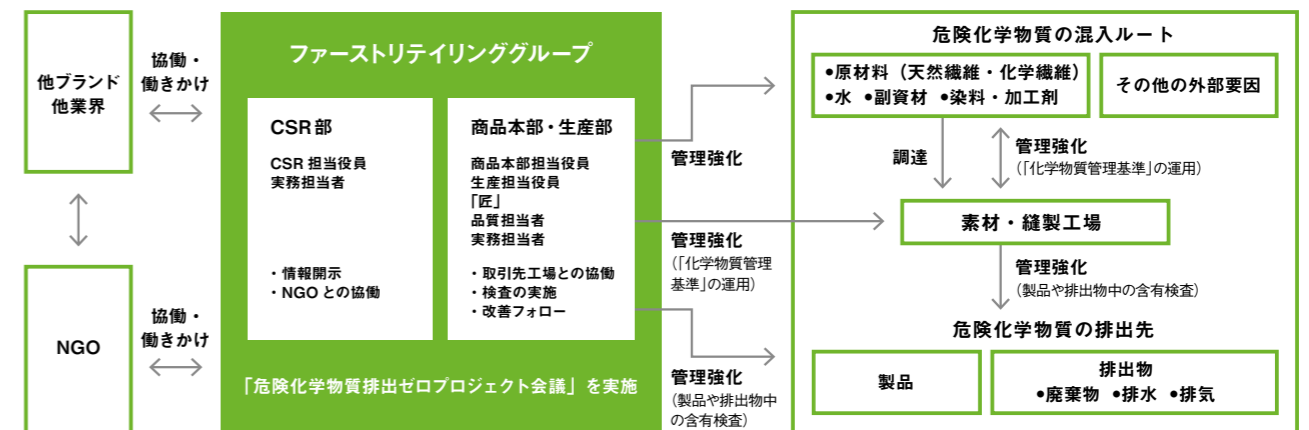 他ブランド
他業界
協働・
働きかけ
NGO
協働・
働きかけ
ファーストリテイリンググループ
CSR部
CSR 担当役員
実務担当者
・情報開示
・NGO との協働
商品本部・生産部
商品本部担当役員
生産担当役員
「匠」
品質担当者
実務担当者
・取引先工場との協働
・検査の実施
・改善フォロー
「危険化学物質排出ゼロプロジェクト会議」を実施
管理強化
管理強化
(「化学物質管理
基準」の運用)
管理強化
(製品や排出物中
の含有検査)
危険化学物質の混入ルート
●原材料（天然繊維・化学繊維）
●水 ●副資材 ●染料・加工剤
その他の外部要因
調達
管理強化
(「化学物質管理基準」の運用)
素材・縫製工場
管理強化
(製品や排出物中の含有検査)
危険化学物質の排出先
製品
排出物
●廃棄物 ●排水 ●排気